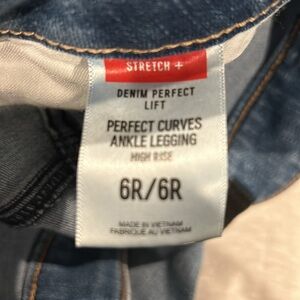 STRETCH +
DENIM PERFECT
LIFT
PERFECT CURVES
ANKLE LEGGING
HIGH RISE
6R/6R
MADE IN VIETNAM
FABRIQUÉ AU VIETNAM